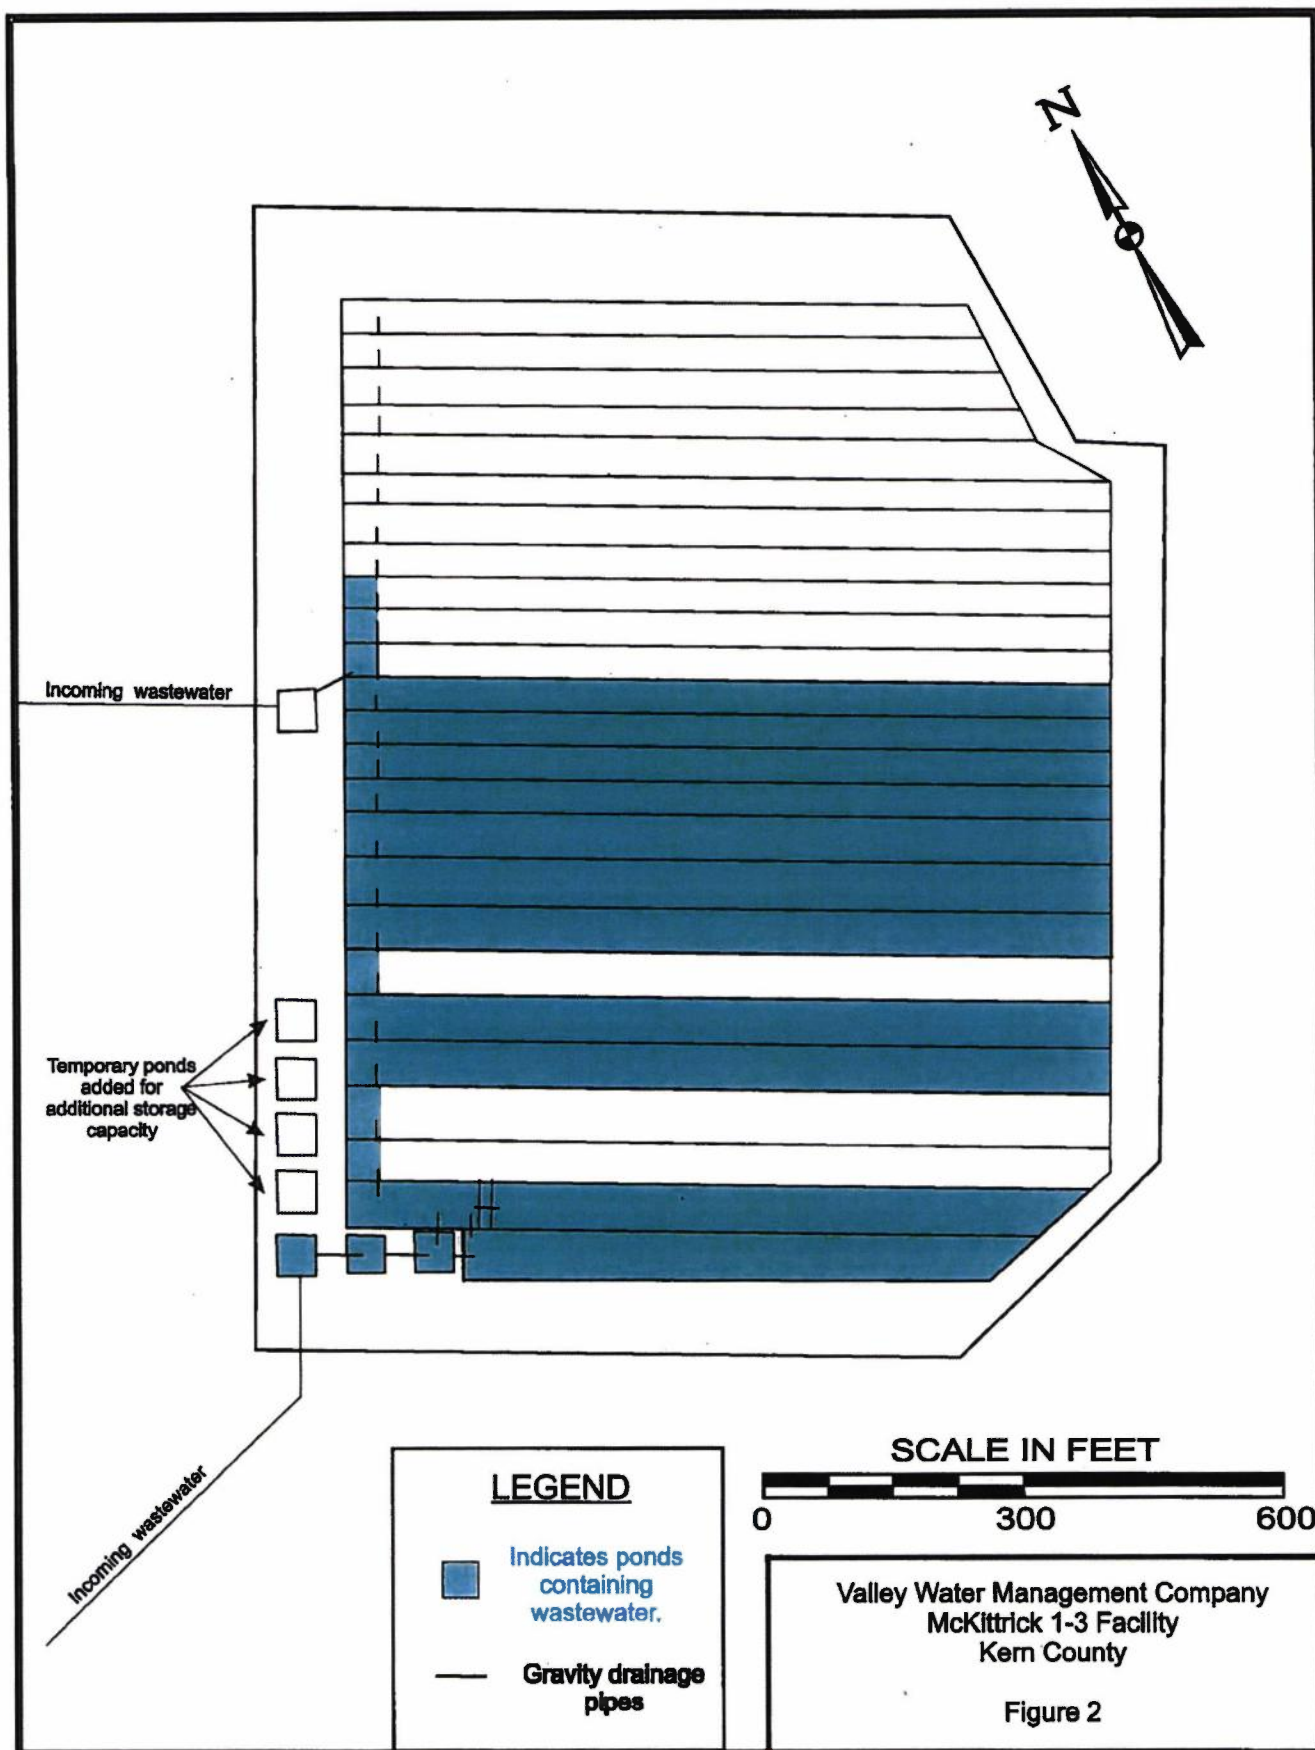 N
Incoming wastewater
Temporary ponds
added for
additional storage
capacity
Incoming wastewater
LEGEND
Indicates ponds
containing
wastewater.
Gravity drainage
pipes
SCALE IN FEET
0 300 600
Valley Water Management Company
McKittrick 1-3 Facility
Kern County
Figure 2